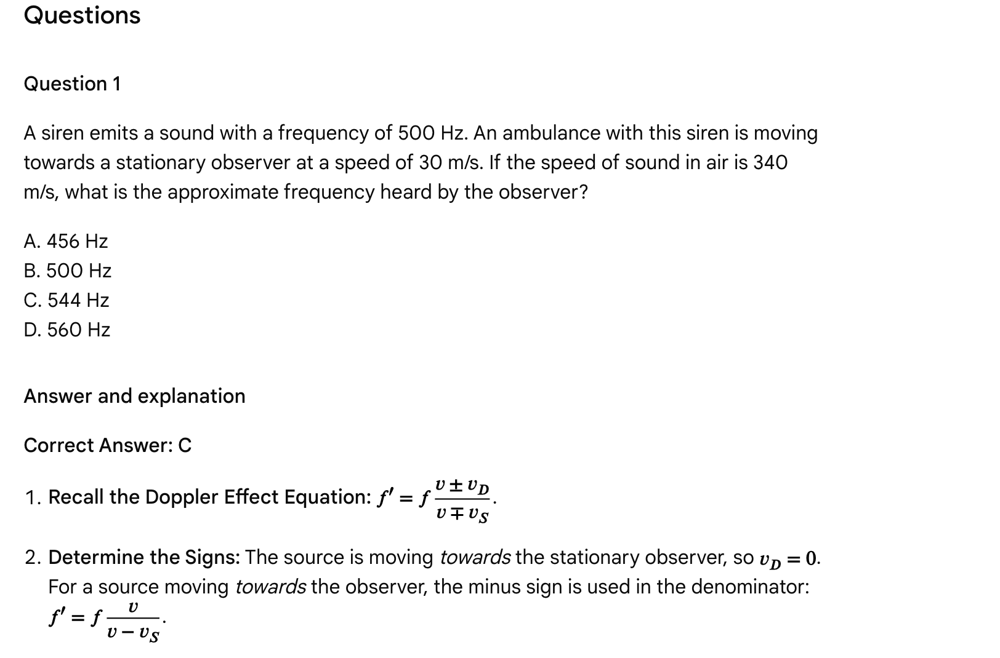 Questions
Question 1
A siren emits a sound with a frequency of 500 Hz. An ambulance with this siren is moving
towards a stationary observer at a speed of 30 m/s. If the speed of sound in air is 340
m/s, what is the approximate frequency heard by the observer?
A. 456 Hz
B. 500 Hz
C. 544 Hz
D. 560 Hz
Answer and explanation
Correct Answer: C
1. Recall the Doppler Effect Equation: f′ = f (v ± v_D)/(v ∓ v_S).
2. Determine the Signs: The source is moving towards the stationary observer, so v_D = 0.
For a source moving towards the observer, the minus sign is used in the denominator:
f′ = f v/(v − v_S).